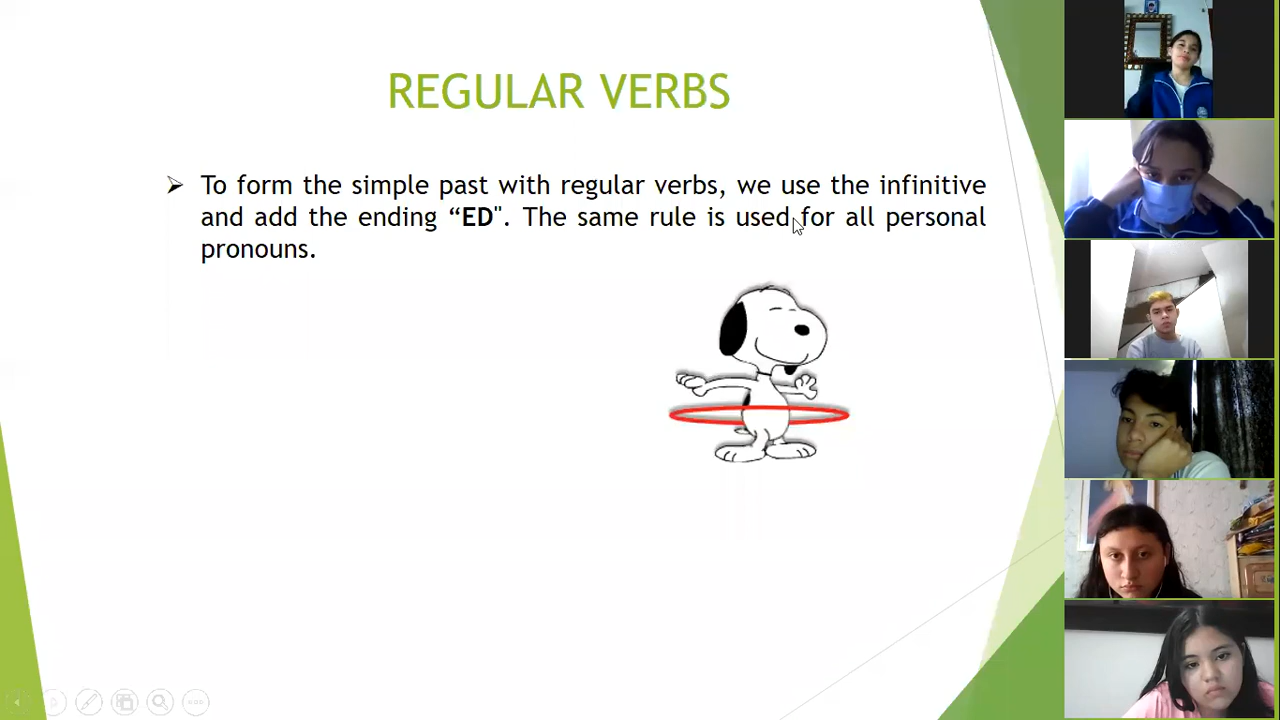 REGULAR VERBS
➢ To form the simple past with regular verbs, we use the infinitive
and add the ending “ED". The same rule is used for all personal
pronouns.